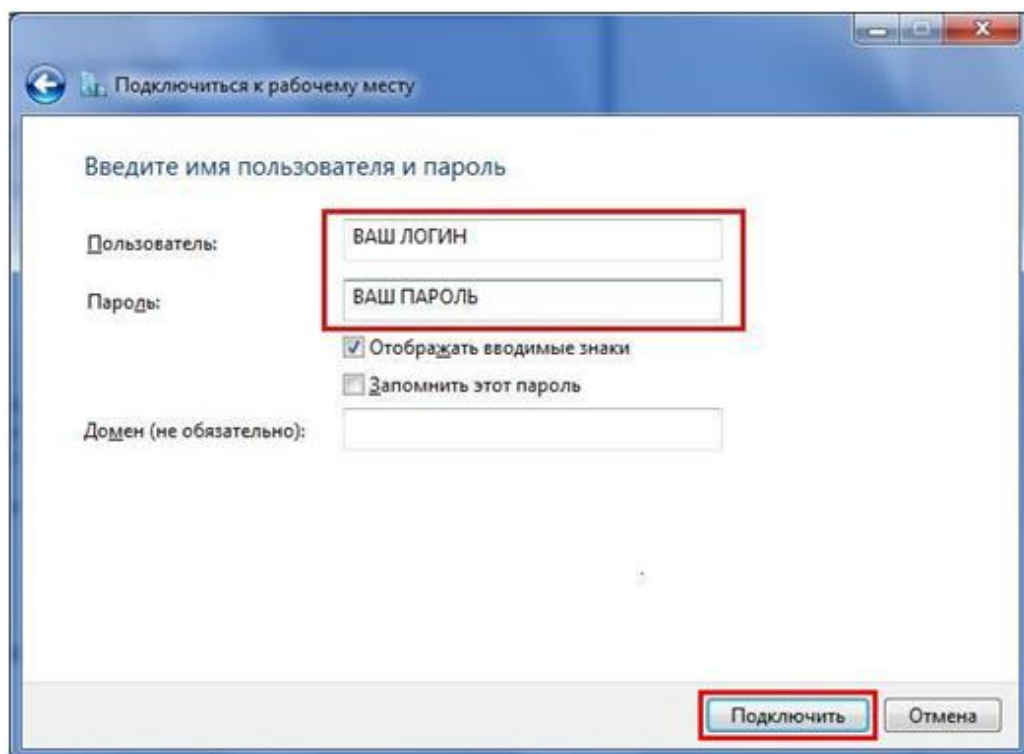 Подключиться к рабочему месту
Введите имя пользователя и пароль
Пользователь: ВАШ ЛОГИН
Пароль: ВАШ ПАРОЛЬ
Отображать вводимые знаки
Запомнить этот пароль
Домен (не обязательно):
Подключить Отмена